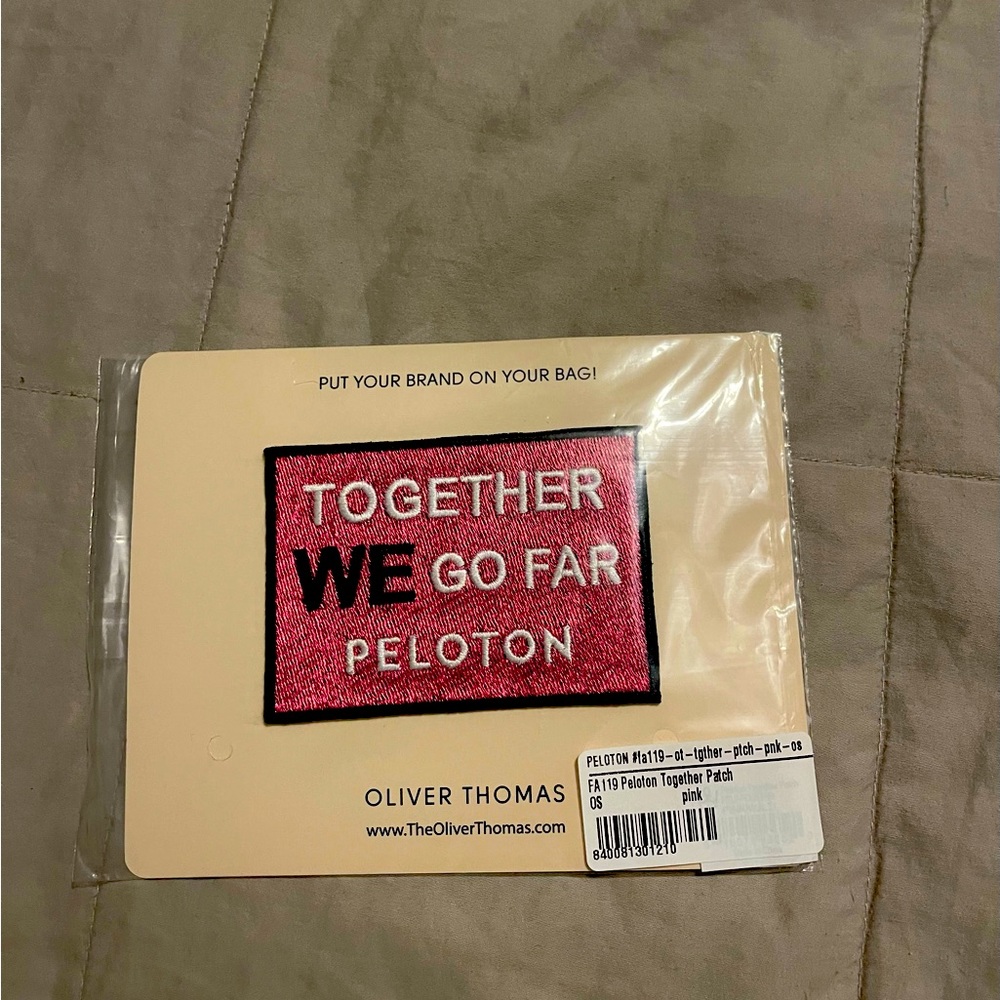 PUT YOUR BRAND ON YOUR BAG!
TOGETHER
WE GO FAR
PELOTON
OLIVER THOMAS
www.TheOliverThomas.com
PELOTON #fa119-ot-tgther-ptch-pnk-os
FA119 Peloton Together Patch
OS pink
840081301210